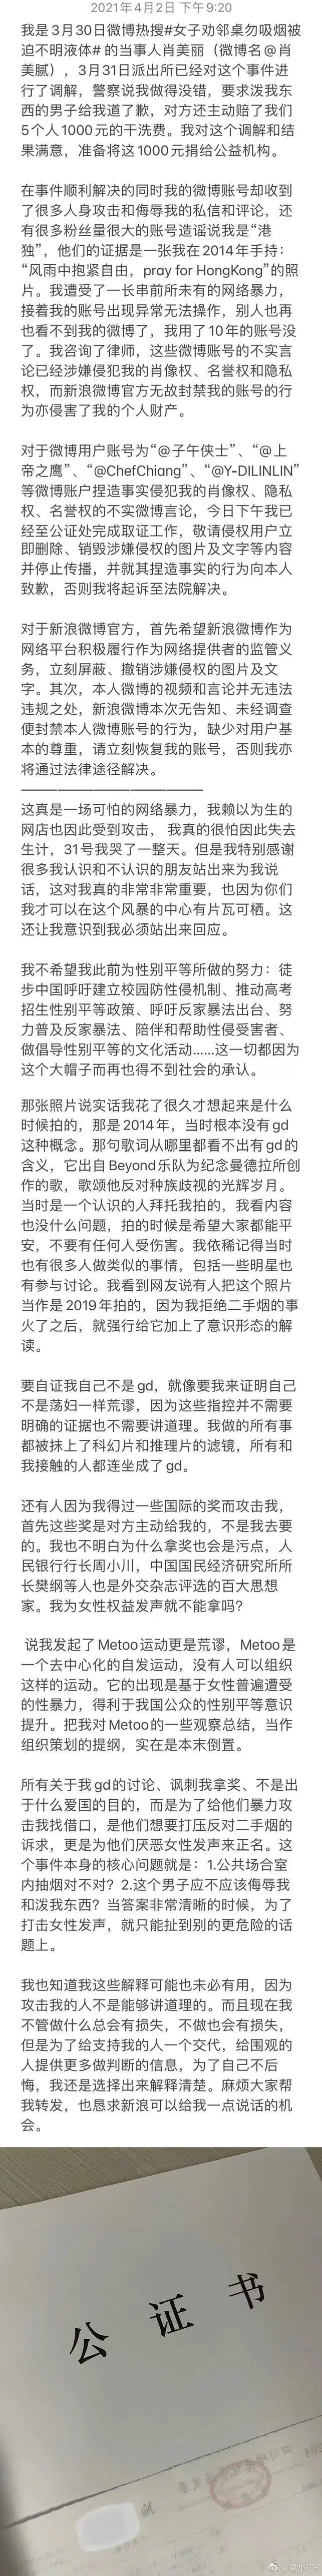 2021年4月2日 下午9:20
我是3月30日微博热搜#女子劝邻桌勿吸烟被
迫不明液体# 的当事人肖美丽（微博名@肖
美腻），3月31日派出所已经对这个事件进
行了调解，警察说我做得没错，要求泼我东
西的男子给我道了歉，对方还主动赔了我们
5个人1000元的干洗费。我对这个调解和结
果满意，准备将这1000元捐给公益机构。
在事件顺利解决的同时我的微博账号却收到
了很多人身攻击和侮辱我的私信和评论，还
有很多粉丝量很大的账号造谣说我是“港
独”，他们的证据是一张我在2014年手持：
“风雨中抱紧自由，pray for HongKong”的照
片。我遭受了一长串前所未有的网络暴力，
接着我的账号出现异常无法操作，别人也再
也看不到我的微博了，我用了10年的账号没
了。我咨询了律师，这些微博账号的不实言
论已经涉嫌侵犯我的肖像权、名誉权和隐私
权，而新浪微博官方无故封禁我的账号的行
为亦侵害了我的个人财产。
对于微博用户账号为“@子午侠士”、“@上
帝之鹰”、“@ChefChiang”、“@Y-DILINLIN”
等微博账户捏造事实侵犯我的肖像权、隐私
权、名誉权的不实微博言论，今日下午我已
经至公证处完成取证工作，敬请侵权用户立
即删除、销毁涉嫌侵权的图片及文字等内容
并停止传播，并就其捏造事实的行为向本人
致歉，否则我将起诉至法院解决。
对于新浪微博官方，首先希望新浪微博作为
网络平台积极履行作为网络提供者的监管义
务，立刻屏蔽、撤销涉嫌侵权的图片及文
字。其次，本人微博的视频和言论并无违法
违规之处，新浪微博本次无告知、未经调查
便封禁本人微博账号的行为，缺少对用户基
本的尊重，请立刻恢复我的账号，否则我亦
将通过法律途径解决。
————————————————
这真是一场可怕的网络暴力，我赖以为生的
网店也因此受到攻击， 我真的很怕因此失去
生计，31号我哭了一整天。但是我特别感谢
很多我认识和不认识的朋友站出来为我说
话，这对我真的非常非常重要，也因为你们
我才可以在这个风暴的中心有片瓦可栖。这
还让我意识到我必须站出来回应。
我不希望我此前为性别平等所做的努力：徒
步中国呼吁建立校园防性侵机制、推动高考
招生性别平等政策、呼吁反家暴法出台、努
力普及反家暴法、陪伴和帮助性侵受害者、
做倡导性别平等的文化活动……这一切都因为
这个大帽子而再也得不到社会的承认。
那张照片说实话我花了很久才想起来是什么
时候拍的，那是2014年，当时根本没有gd
这种概念。那句歌词从哪里都看不出有gd的
含义，它出自Beyond乐队为纪念曼德拉所创
作的歌，歌颂他反对种族歧视的光辉岁月。
当时是一个认识的人拜托我拍的，我看内容
也没什么问题，拍的时候是希望大家都能平
安，不要有任何人受伤害。我依稀记得当时
也有很多人做类似的事情，包括一些明星也
有参与讨论。我看到网友说有人把这个照片
当作是2019年拍的，因为我拒绝二手烟的事
火了之后，就强行给它加上了意识形态的解
读。
要自证我自己不是gd，就像要我来证明自己
不是荡妇一样荒谬，因为这些指控并不需要
明确的证据也不需要讲道理。我做的所有事
都被抹上了科幻片和推理片的滤镜，所有和
我接触的人都连坐成了gd。
还有人因为我得过一些国际的奖而攻击我，
首先这些奖是对方主动给我的，不是我去要
的。我也不明白为什么拿奖也会是污点，人
民银行行长周小川，中国国民经济研究所所
长樊纲等人也是外交杂志评选的百大思想
家。我为女性权益发声就不能拿吗？
说我发起了Metoo运动更是荒谬，Metoo是
一个去中心化的自发运动，没有人可以组织
这样的运动。它的出现是基于女性普遍遭受
的性暴力，得利于我国公众的性别平等意识
提升。把我对Metoo的一些观察总结，当作
组织策划的提纲，实在是本末倒置。
所有关于我gd的讨论、讽刺我拿奖、不是出
于什么爱国的目的，而是为了给他们暴力攻
击我找借口，是他们想要打压反对二手烟的
诉求，更是为他们厌恶女性发声来正名。这
个事件本身的核心问题就是：1.公共场合室
内抽烟对不对？2.这个男子应不应该侮辱我
和泼我东西？当答案非常清晰的时候，为了
打击女性发声，就只能扯到别的更危险的话
题上。
我也知道我这些解释可能也未必有用，因为
攻击我的人不是能够讲道理的。而且现在我
不管做什么总会有损失，不做也会有损失，
但是为了给支持我的人一个交代，给围观的
人提供更多做判断的信息，为了自己不后
悔，我还是选择出来解释清楚。麻烦大家帮
我转发，也恳求新浪可以给我一点说话的机
会。
公证书